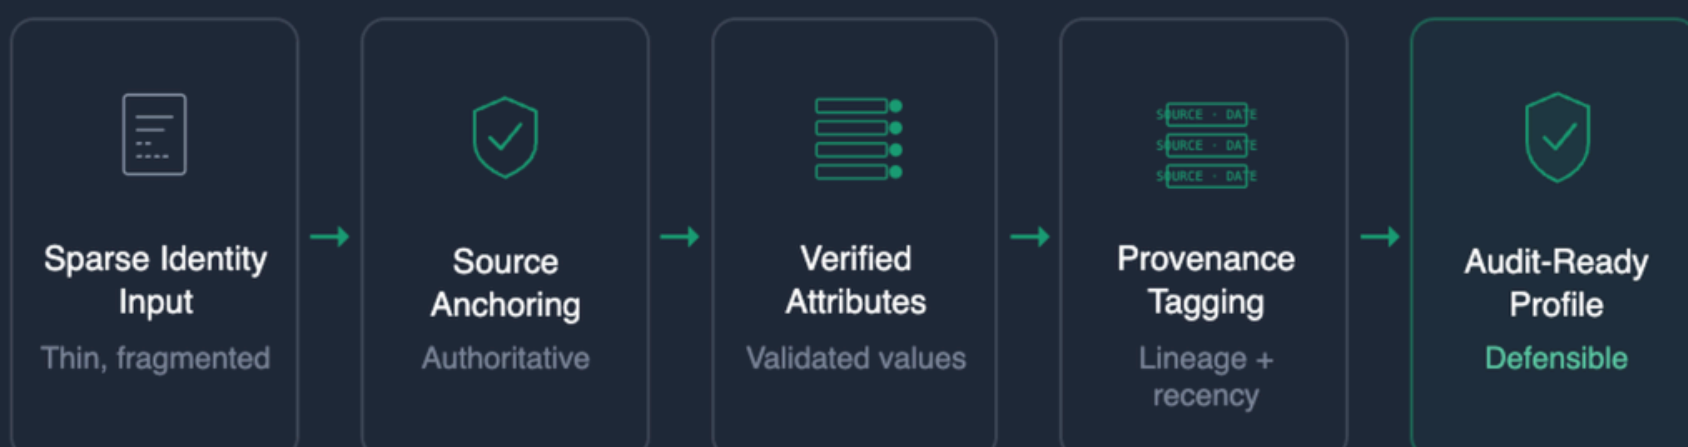 Sparse Identity
Input
Thin, fragmented
Source
Anchoring
Authoritative
Verified
Attributes
Validated values
SOURCE · DATE
SOURCE · DATE
SOURCE · DATE
Provenance
Tagging
Lineage +
recency
Audit-Ready
Profile
Defensible